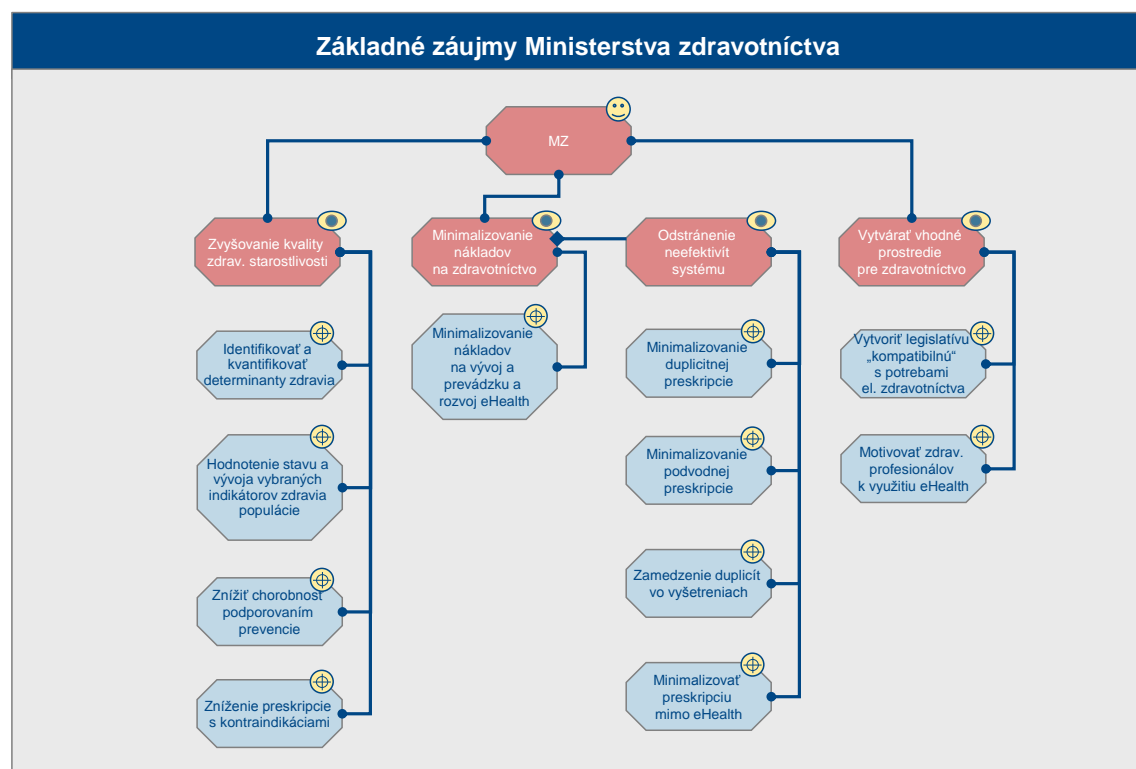 Základné záujmy Ministerstva zdravotníctva
MZ
Zvyšovanie kvality
zdrav. starostlivosti
Minimalizovanie
nákladov
na zdravotníctvo
Odstránenie
neefektivít
systému
Vytvárať vhodné
prostredie
pre zdravotníctvo
Identifikovať a
kvantifikovať
determinanty zdravia
Hodnotenie stavu a
vývoja vybraných
indikátorov zdravia
populácie
Znížiť chorobnosť
podporovaním
prevencie
Zníženie preskripcie
s kontraindikáciami
Minimalizovanie
nákladov
na vývoj a
prevádzku a
rozvoj eHealth
Minimalizovanie
duplicitnej
preskripcie
Minimalizovanie
podvodnej
preskripcie
Zamedzenie duplicít
vo vyšetreniach
Minimalizovať
preskripciu
mimo eHealth
Vytvoriť legislatívu
„kompatibilnú“
s potrebami
el. zdravotníctva
Motivovať zdrav.
profesionálov
k využitiu eHealth